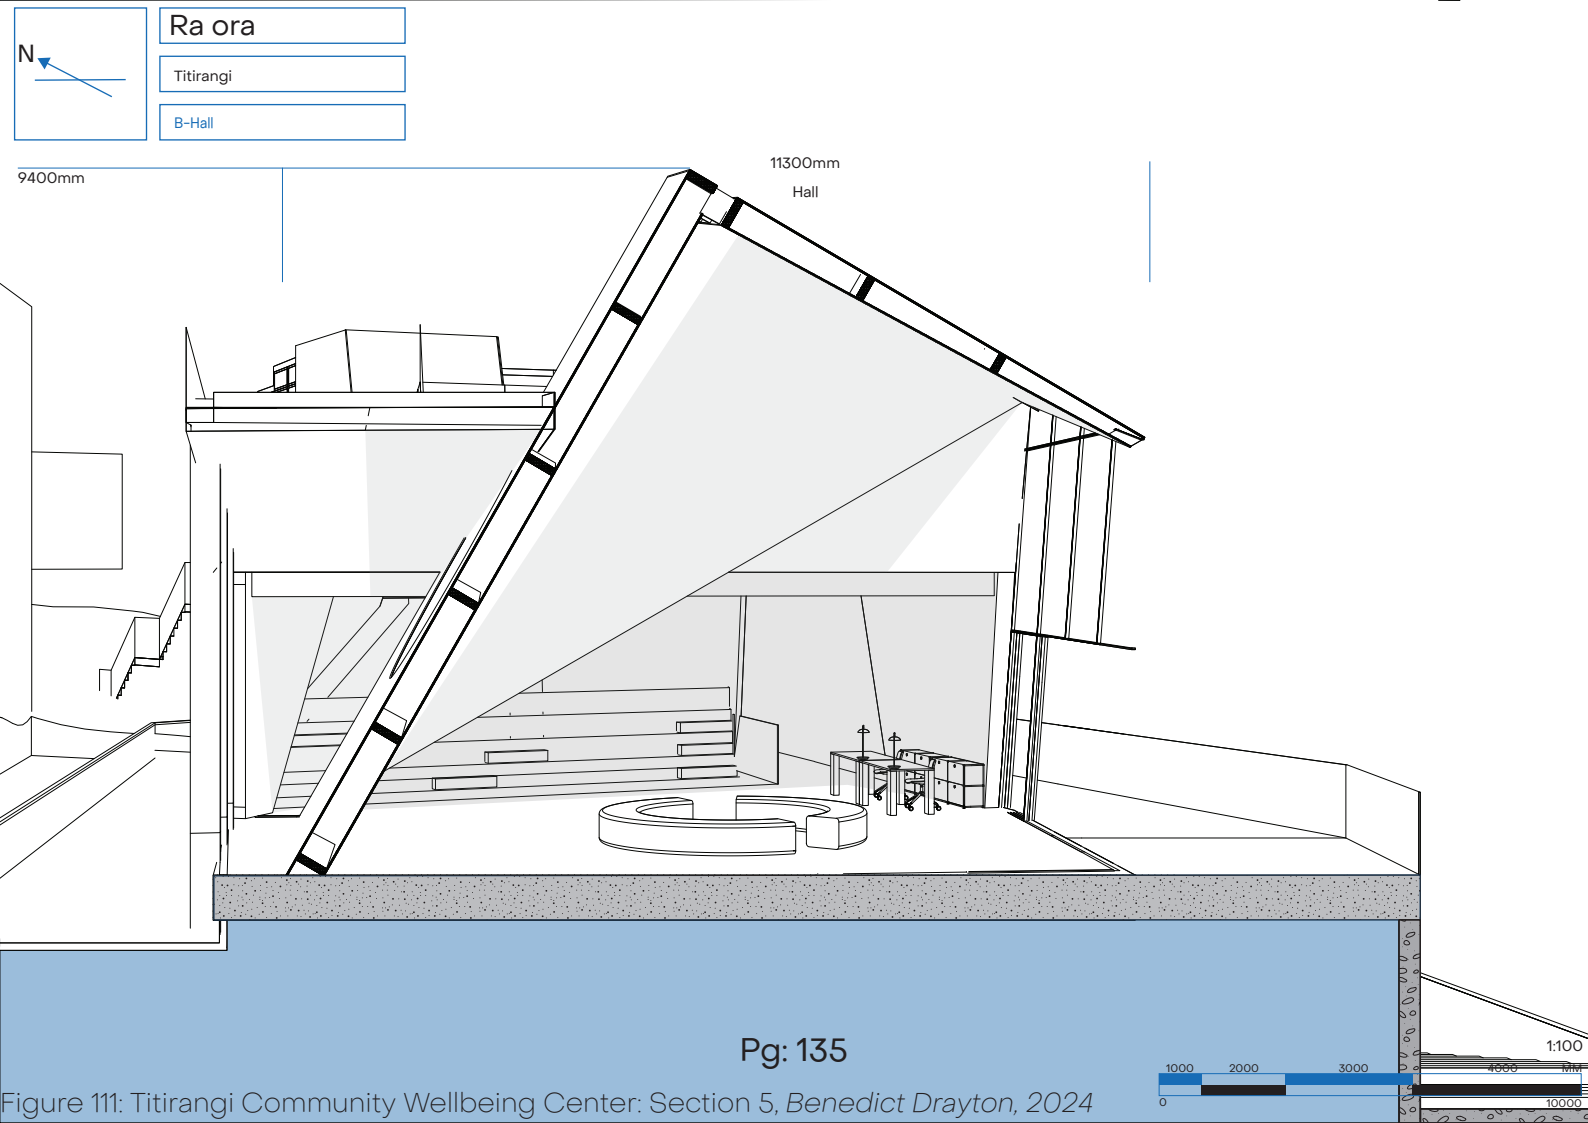 N
Ra ora
Titirangi
B-Hall
9400mm
11300mm
Hall
Pg: 135
1:100
1000 2000 3000 4000 MM
0 10000
Figure 111: Titirangi Community Wellbeing Center: Section 5, Benedict Drayton, 2024